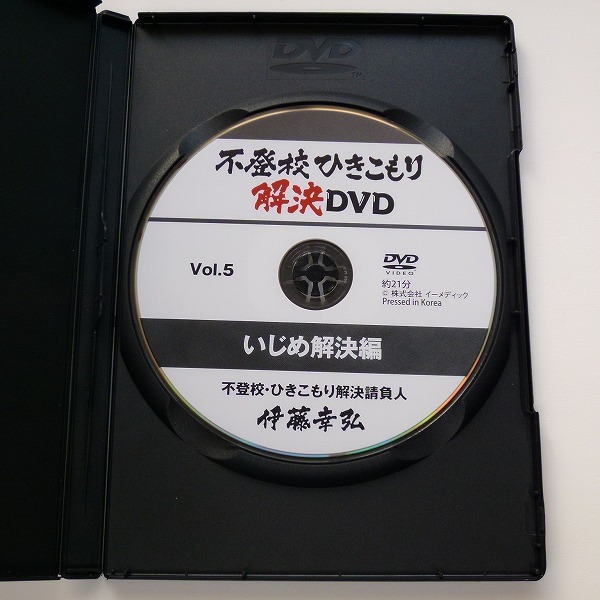 DVD
TM
不登校 ひきこもり
解決DVD
Vol.5
DVD
VIDEO
約21分
© 株式会社 イーメディック
Pressed in Korea
いじめ解決編
不登校・ひきこもり解決請負人
伊藤幸弘